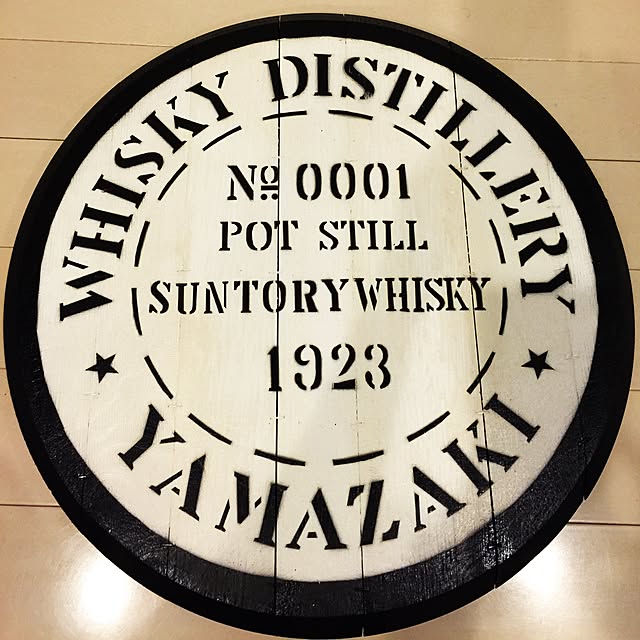 WHISKY DISTILLERY
Nº 0001
POT STILL
SUNTORY WHISKY
1923
YAMAZAKI